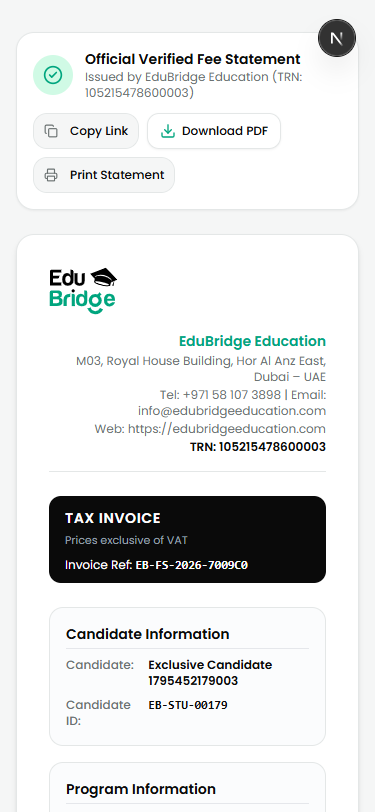 N
Official Verified Fee Statement
Issued by EduBridge Education (TRN:
105215478600003)
Copy Link
Download PDF
Print Statement
Edu
Bridge
EduBridge Education
M03, Royal House Building, Hor Al Anz East,
Dubai – UAE
Tel: +971 58 107 3898 | Email:
info@edubridgeeducation.com
Web: https://edubridgeeducation.com
TRN: 105215478600003
TAX INVOICE
Prices exclusive of VAT
Invoice Ref: EB-FS-2026-7009C0
Candidate Information
Candidate: Exclusive Candidate
1795452179003
Candidate EB-STU-00179
ID:
Program Information